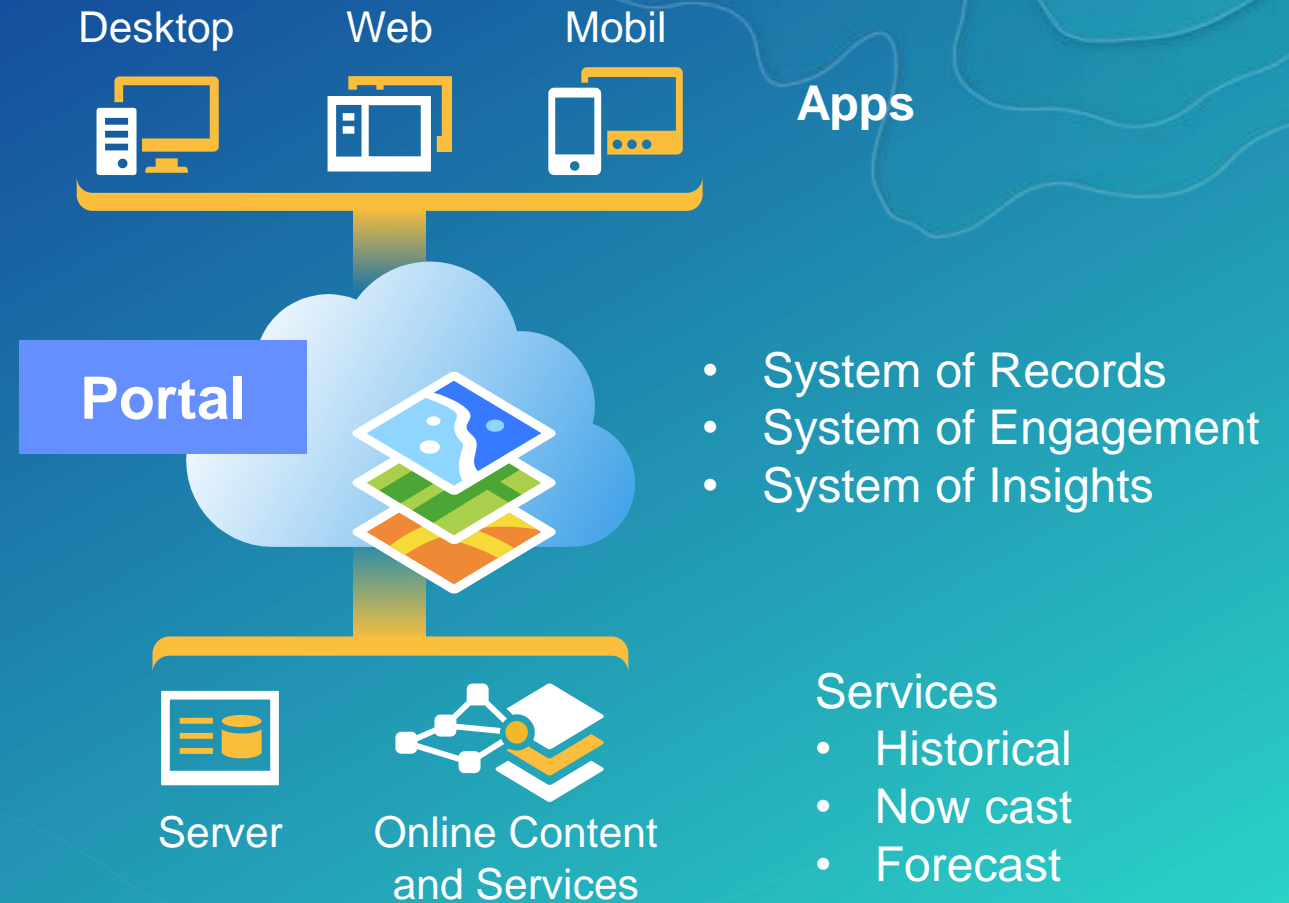 Desktop
Web
Mobil
Apps
Portal
• System of Records
• System of Engagement
• System of Insights
Server
Online Content
and Services
Services
• Historical
• Now cast
• Forecast